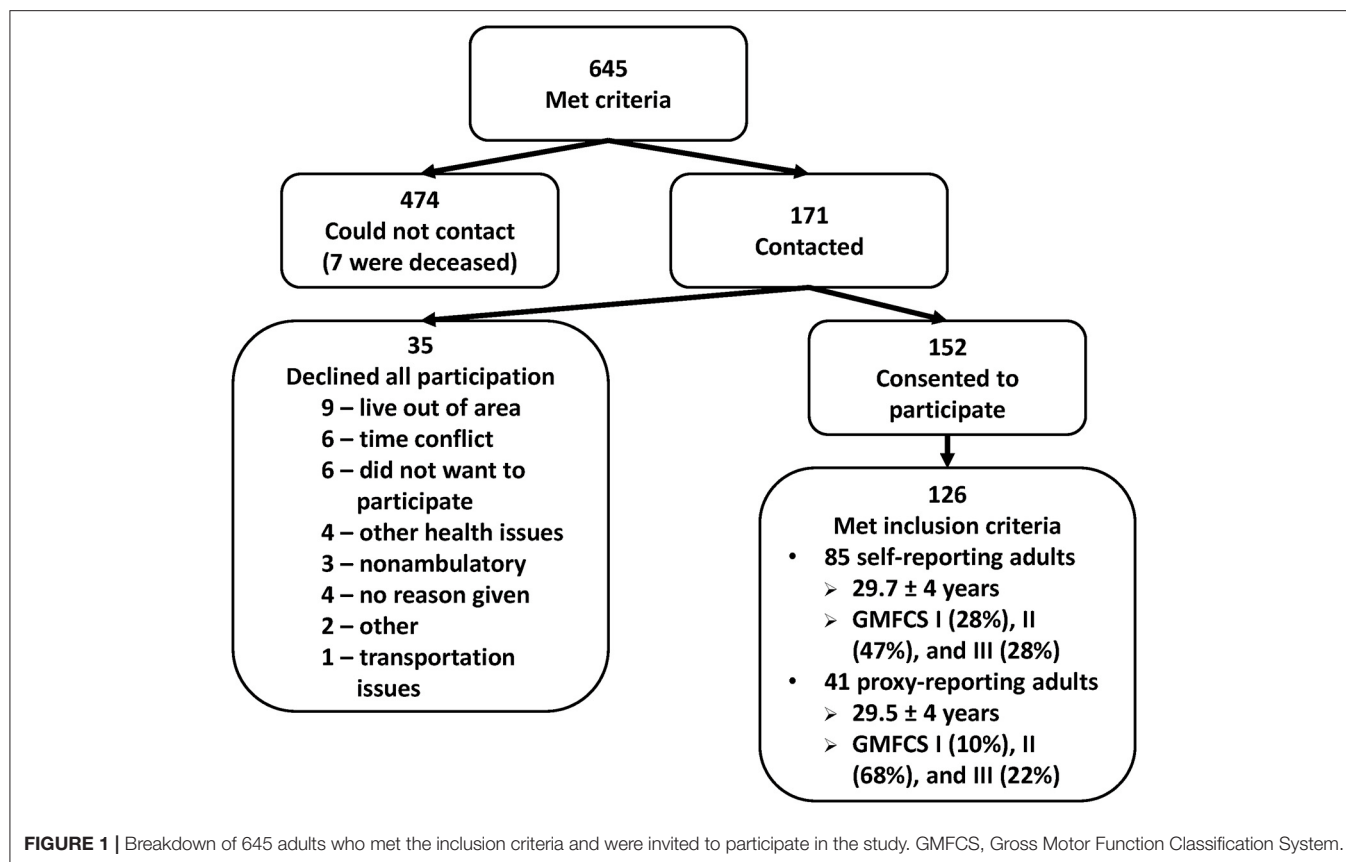 645
Met criteria
474
Could not contact
(7 were deceased)
171
Contacted
35
Declined all participation
9 – live out of area
6 – time conflict
6 – did not want to
participate
4 – other health issues
3 – nonambulatory
4 – no reason given
2 – other
1 – transportation
issues
152
Consented to
participate
126
Met inclusion criteria
• 85 self-reporting adults
➢ 29.7 ± 4 years
➢ GMFCS I (28%), II
(47%), and III (28%)
• 41 proxy-reporting adults
➢ 29.5 ± 4 years
➢ GMFCS I (10%), II
(68%), and III (22%)
FIGURE 1 | Breakdown of 645 adults who met the inclusion criteria and were invited to participate in the study. GMFCS, Gross Motor Function Classification System.